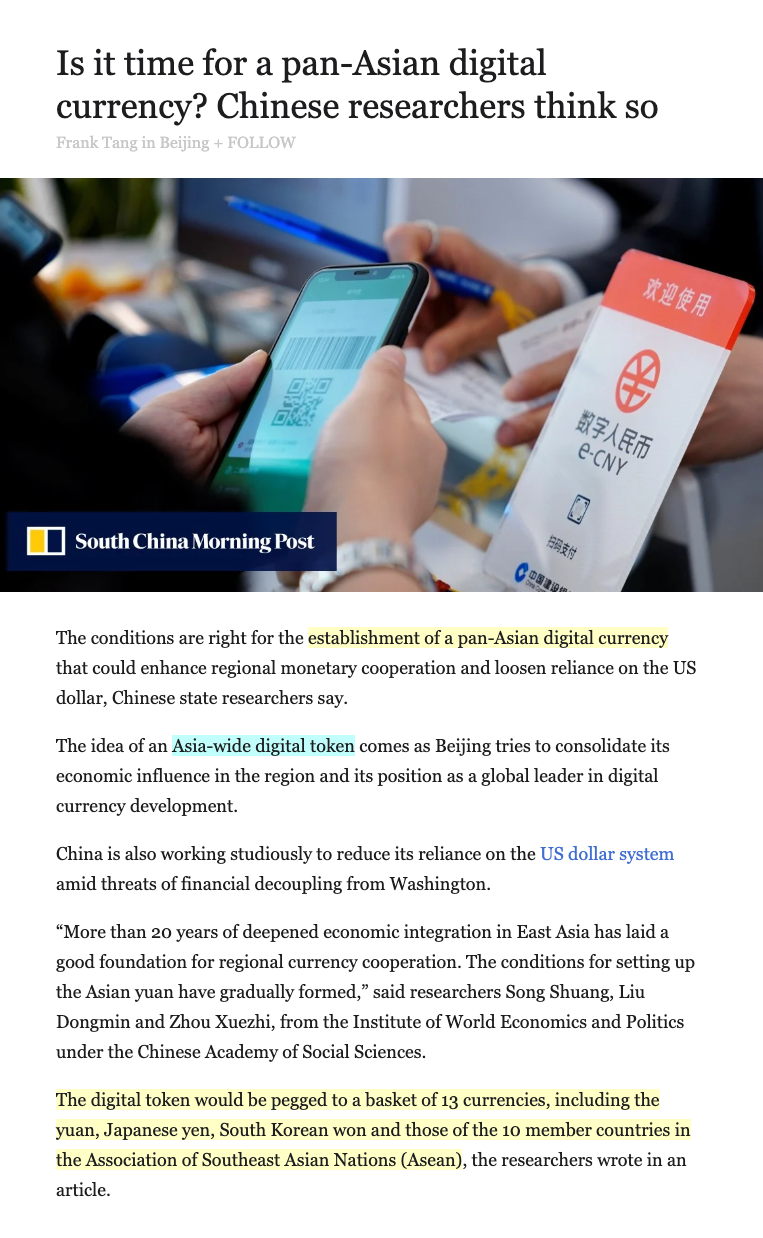 Is it time for a pan-Asian digital
currency? Chinese researchers think so
Frank Tang in Beijing + FOLLOW
欢迎使用
数字人民币
e-CNY
扫码支付
中国建设银
South China Morning Post
The conditions are right for the establishment of a pan-Asian digital currency
that could enhance regional monetary cooperation and loosen reliance on the US
dollar, Chinese state researchers say.
The idea of an Asia-wide digital token comes as Beijing tries to consolidate its
economic influence in the region and its position as a global leader in digital
currency development.
China is also working studiously to reduce its reliance on the US dollar system
amid threats of financial decoupling from Washington.
“More than 20 years of deepened economic integration in East Asia has laid a
good foundation for regional currency cooperation. The conditions for setting up
the Asian yuan have gradually formed,” said researchers Song Shuang, Liu
Dongmin and Zhou Xuezhi, from the Institute of World Economics and Politics
under the Chinese Academy of Social Sciences.
The digital token would be pegged to a basket of 13 currencies, including the
yuan, Japanese yen, South Korean won and those of the 10 member countries in
the Association of Southeast Asian Nations (Asean), the researchers wrote in an
article.